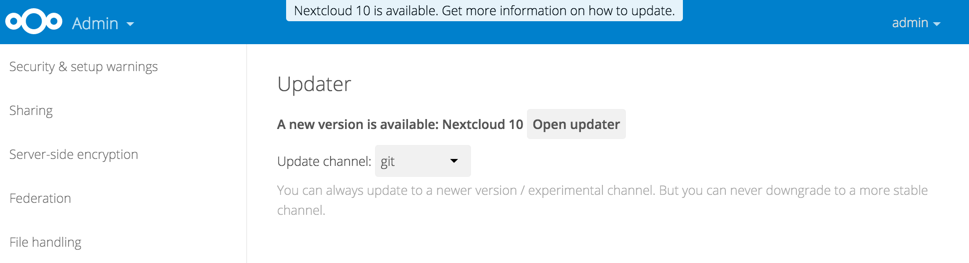 Nextcloud 10 is available. Get more information on how to update.
Admin
admin
Security & setup warnings
Sharing
Server-side encryption
Federation
File handling
Updater
A new version is available: Nextcloud 10 Open updater
Update channel: git
You can always update to a newer version / experimental channel. But you can never downgrade to a more stable
channel.